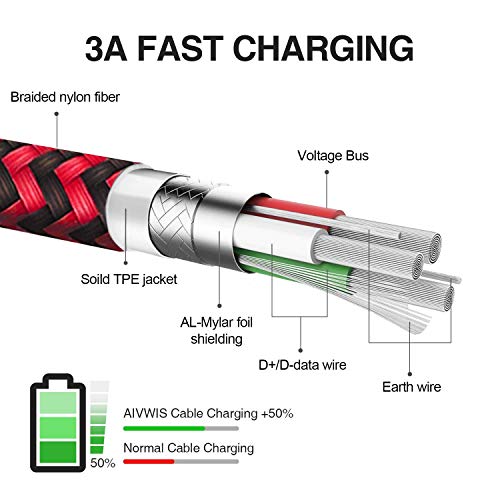 3A FAST CHARGING
Braided nylon fiber
Voltage Bus
Soild TPE jacket
AL-Mylar foil
shielding
D+/D-data wire
Earth wire
AIVWIS Cable Charging +50%
Normal Cable Charging
50%